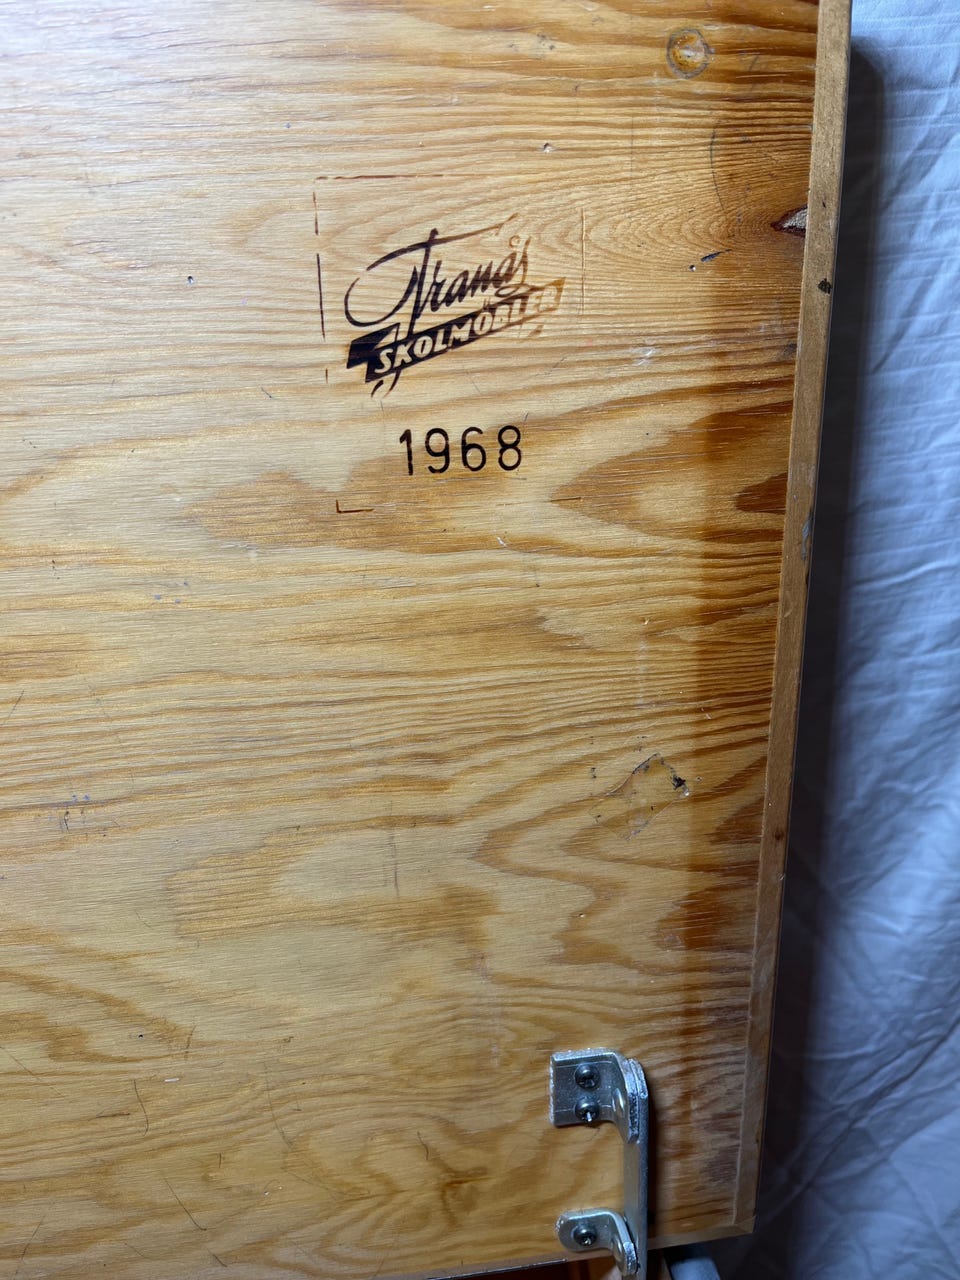 Tranås
SKOLMÖBLER
1968